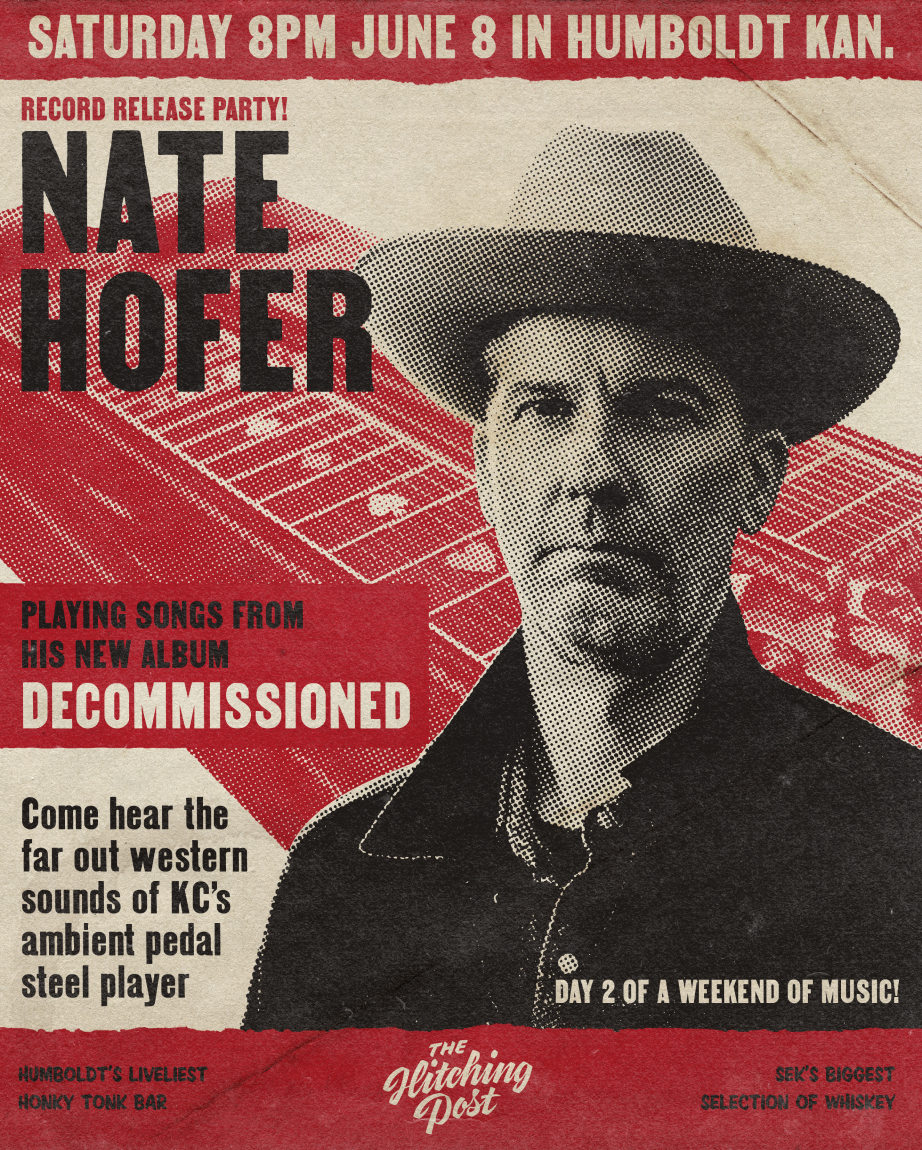 SATURDAY 8PM JUNE 8 IN HUMBOLDT KAN.
RECORD RELEASE PARTY!
NATE
HOFER
PLAYING SONGS FROM
HIS NEW ALBUM
DECOMMISSIONED
Come hear the
far out western
sounds of KC's
ambient pedal
steel player
DAY 2 OF A WEEKEND OF MUSIC!
HUMBOLDT'S LIVELIEST
HONKY TONK BAR
THE
Hitching
Post
SEK'S BIGGEST
SELECTION OF WHISKEY